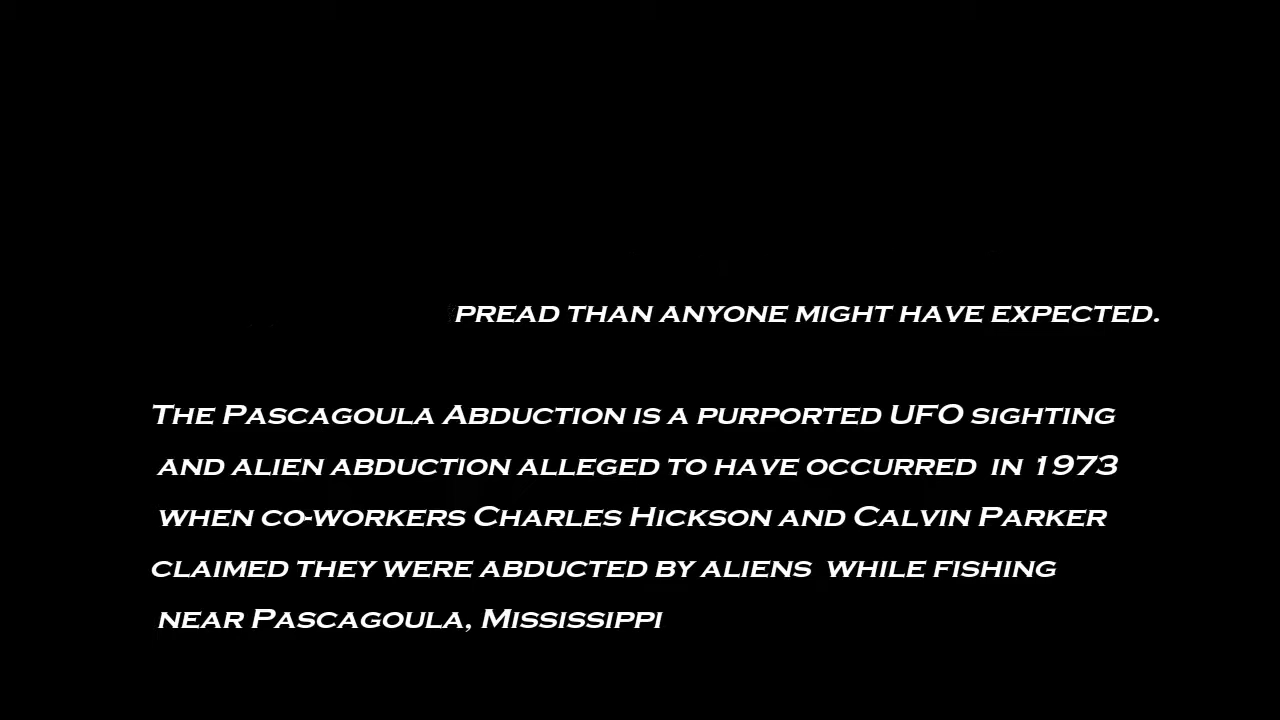 PREAD THAN ANYONE MIGHT HAVE EXPECTED.
THE PASCAGOULA ABDUCTION IS A PURPORTED UFO SIGHTING
AND ALIEN ABDUCTION ALLEGED TO HAVE OCCURRED IN 1973
WHEN CO-WORKERS CHARLES HICKSON AND CALVIN PARKER
CLAIMED THEY WERE ABDUCTED BY ALIENS WHILE FISHING
NEAR PASCAGOULA, MISSISSIPPI